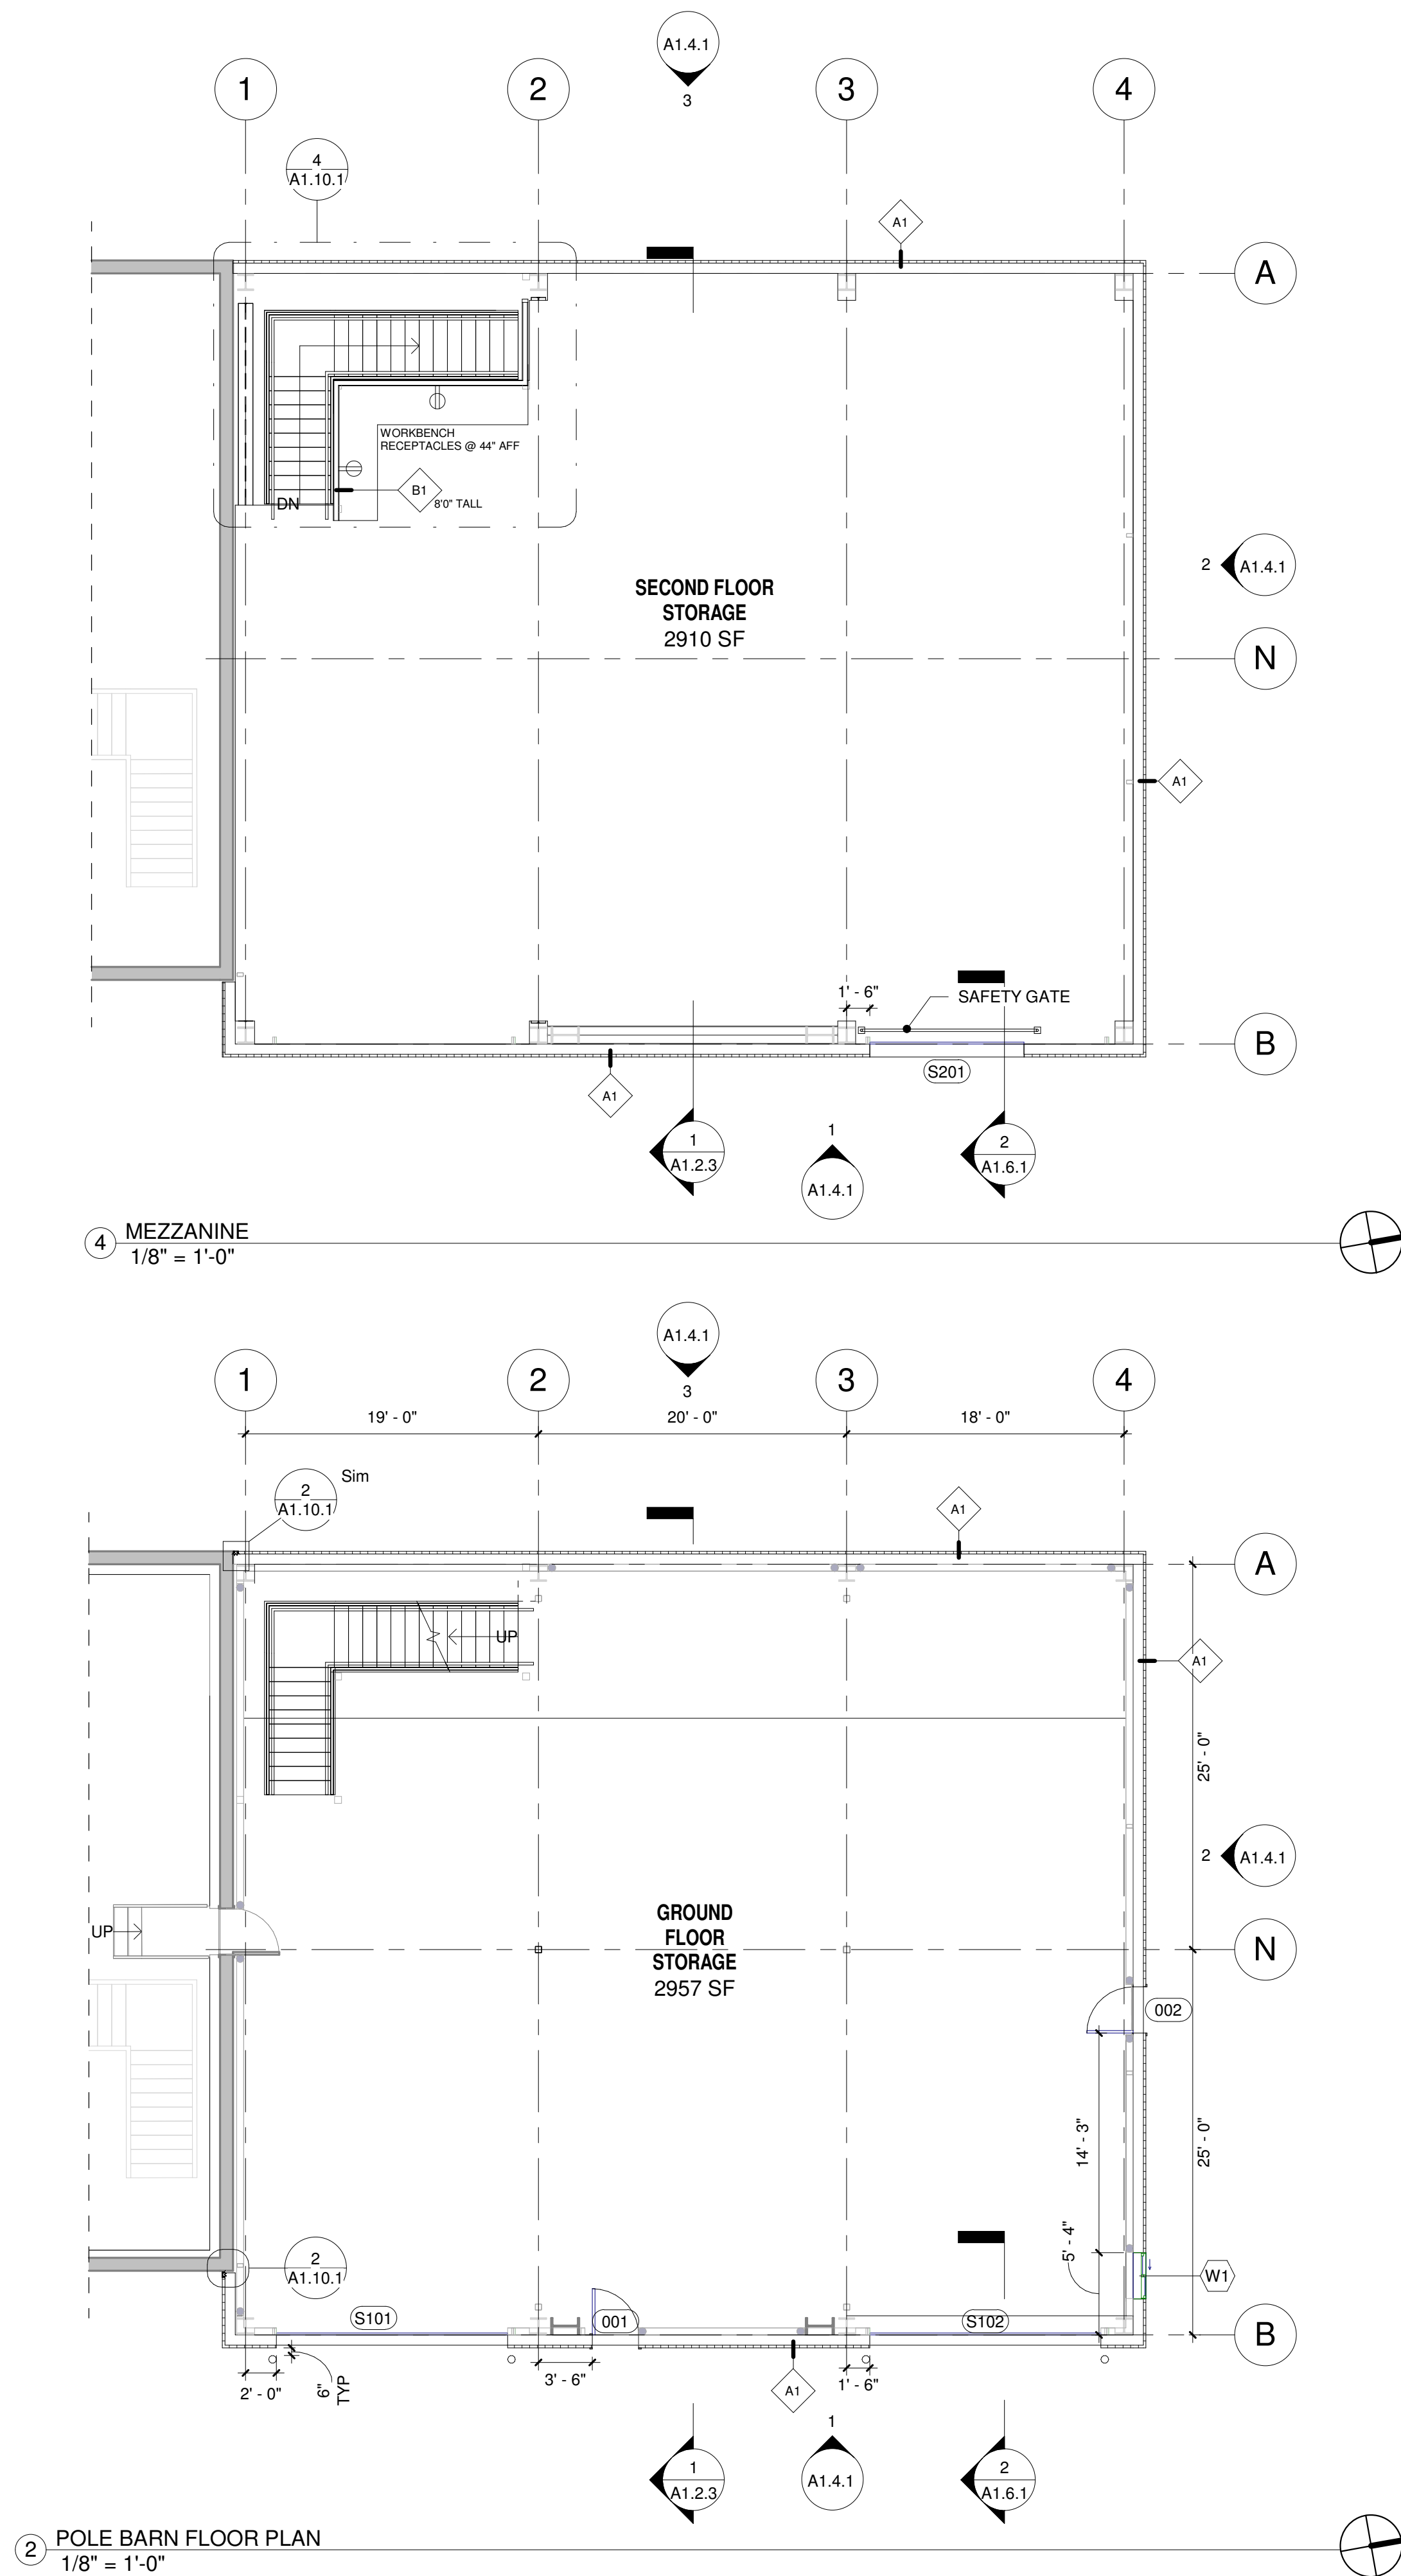 A1.4.1
3
1
2
3
4
4
A1.10.1
A1
A
WORKBENCH
RECEPTACLES @ 44" AFF
B1
8'0" TALL
DN
SECOND FLOOR
STORAGE
2910 SF
2
A1.4.1
N
A1
1' - 6"
SAFETY GATE
B
S201
A1
1
A1.2.3
1
A1.4.1
2
A1.6.1
4
MEZZANINE
1/8" = 1'-0"
A1.4.1
3
1
2
3
4
19' - 0"
20' - 0"
18' - 0"
Sim
2
A1.10.1
A1
A
UP
A1
25' - 0"
2
A1.4.1
UP
GROUND
FLOOR
STORAGE
2957 SF
N
002
14' - 3"
25' - 0"
5' - 4"
2
A1.10.1
W1
S101
001
S102
B
2' - 0"
6"
TYP
3' - 6"
A1
1' - 6"
1
A1.2.3
1
A1.4.1
2
A1.6.1
2
POLE BARN FLOOR PLAN
1/8" = 1'-0"